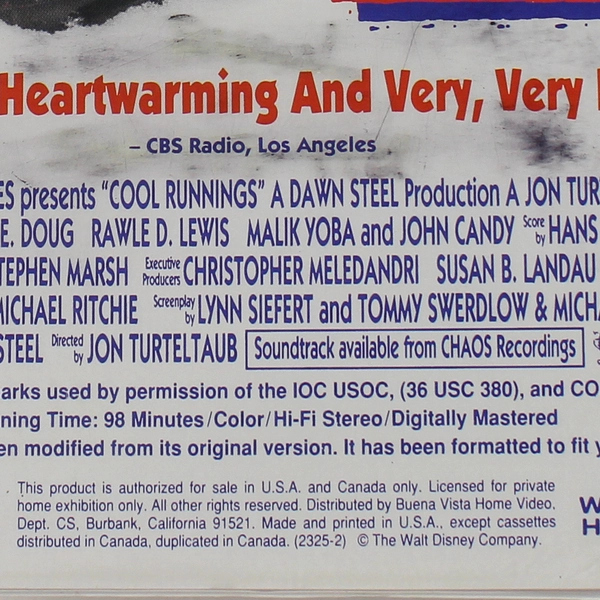 Heartwarming And Very, Very
– CBS Radio, Los Angeles
ES presents "COOL RUNNINGS" A DAWN STEEL Production A JON TUR
E. DOUG RAWLE D. LEWIS MALIK YOBA and JOHN CANDY Score by HANS
TEPHEN MARSH Executive Producers CHRISTOPHER MELEDANDRI SUSAN B. LANDAU
MICHAEL RITCHIE Screenplay by LYNN SIEFERT and TOMMY SWERDLOW & MICHA
STEEL Directed by JON TURTELTAUB Soundtrack available from CHAOS Recordings
arks used by permission of the IOC USOC, (36 USC 380), and CO
ning Time: 98 Minutes/Color/Hi-Fi Stereo/Digitally Mastered
en modified from its original version. It has been formatted to fit y
This product is authorized for sale in U.S.A. and Canada only. Licensed for private
home exhibition only. All other rights reserved. Distributed by Buena Vista Home Video,
Dept. CS, Burbank, California 91521. Made and printed in U.S.A., except cassettes
distributed in Canada, duplicated in Canada. (2325-2) © The Walt Disney Company.
W
H